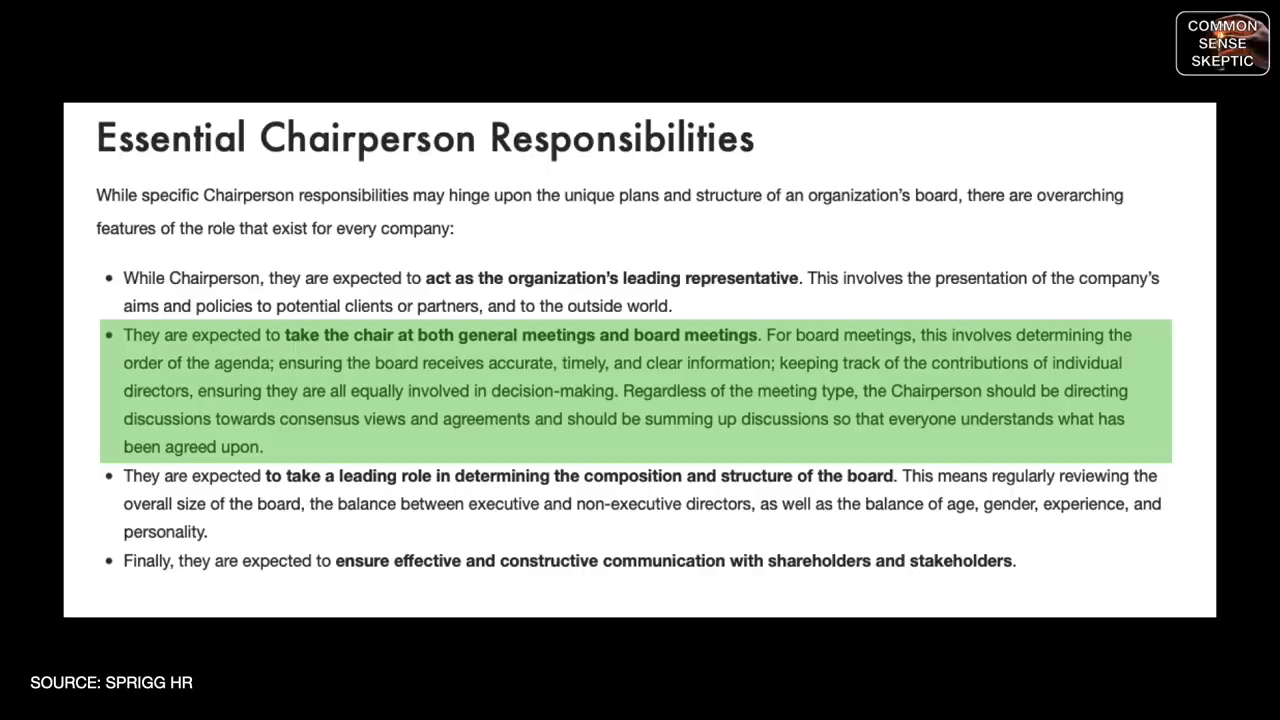 COMMON
SENSE
SKEPTIC
Essential Chairperson Responsibilities
While specific Chairperson responsibilities may hinge upon the unique plans and structure of an organization’s board, there are overarching
features of the role that exist for every company:
• While Chairperson, they are expected to act as the organization’s leading representative. This involves the presentation of the company’s
aims and policies to potential clients or partners, and to the outside world.
• They are expected to take the chair at both general meetings and board meetings. For board meetings, this involves determining the
order of the agenda; ensuring the board receives accurate, timely, and clear information; keeping track of the contributions of individual
directors, ensuring they are all equally involved in decision-making. Regardless of the meeting type, the Chairperson should be directing
discussions towards consensus views and agreements and should be summing up discussions so that everyone understands what has
been agreed upon.
• They are expected to take a leading role in determining the composition and structure of the board. This means regularly reviewing the
overall size of the board, the balance between executive and non-executive directors, as well as the balance of age, gender, experience, and
personality.
• Finally, they are expected to ensure effective and constructive communication with shareholders and stakeholders.
SOURCE: SPRIGG HR